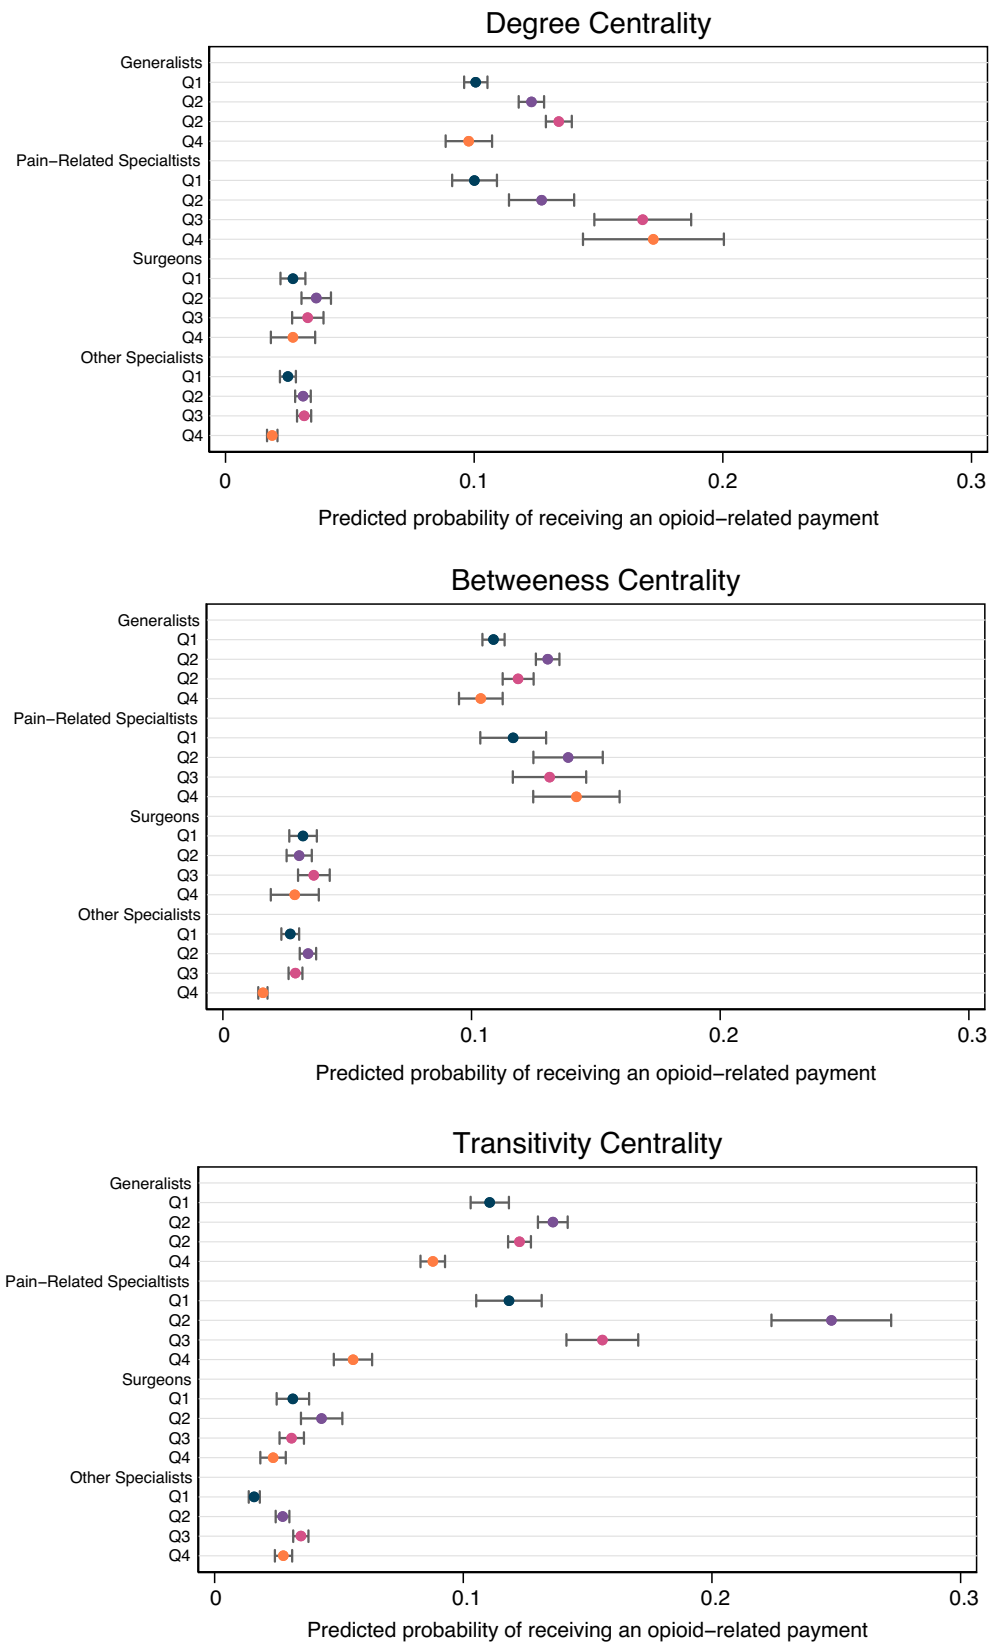 Degree Centrality
Generalists
Q1
Q2
Q2
Q4
Pain−Related Specialtists
Q1
Q2
Q3
Q4
Surgeons
Q1
Q2
Q3
Q4
Other Specialists
Q1
Q2
Q3
Q4
0 0.1 0.2 0.3
Predicted probability of receiving an opioid−related payment
Betweeness Centrality
Generalists
Q1
Q2
Q2
Q4
Pain−Related Specialtists
Q1
Q2
Q3
Q4
Surgeons
Q1
Q2
Q3
Q4
Other Specialists
Q1
Q2
Q3
Q4
0 0.1 0.2 0.3
Predicted probability of receiving an opioid−related payment
Transitivity Centrality
Generalists
Q1
Q2
Q2
Q4
Pain−Related Specialtists
Q1
Q2
Q3
Q4
Surgeons
Q1
Q2
Q3
Q4
Other Specialists
Q1
Q2
Q3
Q4
0 0.1 0.2 0.3
Predicted probability of receiving an opioid−related payment